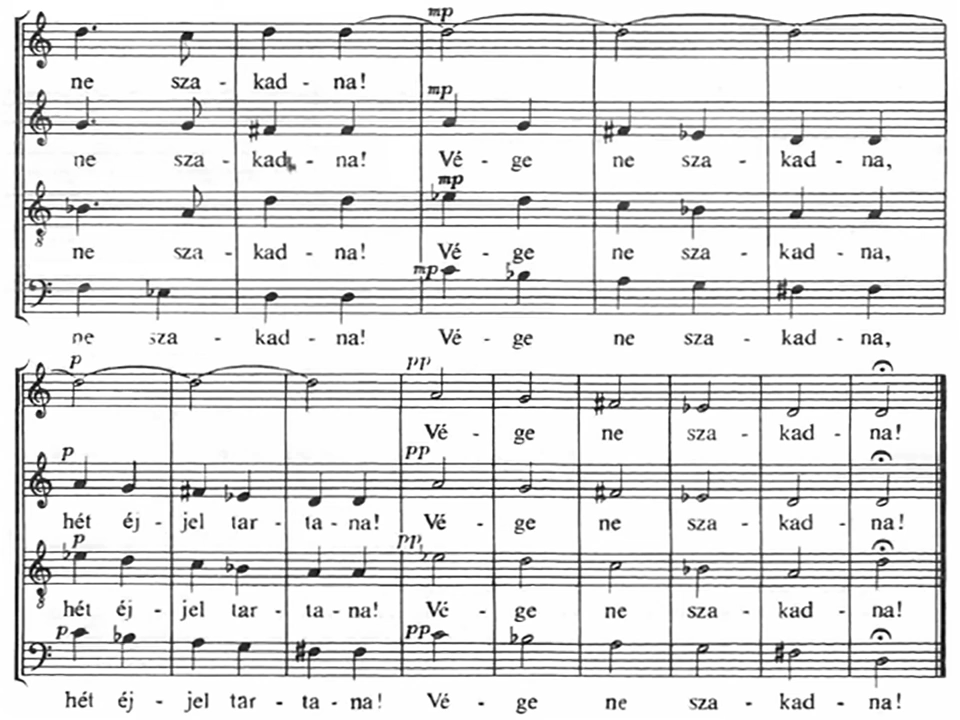 mp
ne sza - kad - na!
mp
ne sza - kad - na! Vé - ge ne sza - kad - na,
mp
8
ne sza - kad - na! Vé - ge ne sza - kad - na,
mp
ne sza - kad - na! Vé - ge ne sza - kad - na,
p pp
Vé - ge ne sza - kad - na!
p pp
hét éj - jel tar - ta - na! Vé - ge ne sza - kad - na!
p pp
8
hét éj - jel tar - ta - na! Vé - ge ne sza - kad - na!
p pp
hét éj - jel tar - ta - na! Vé - ge ne sza - kad - na!